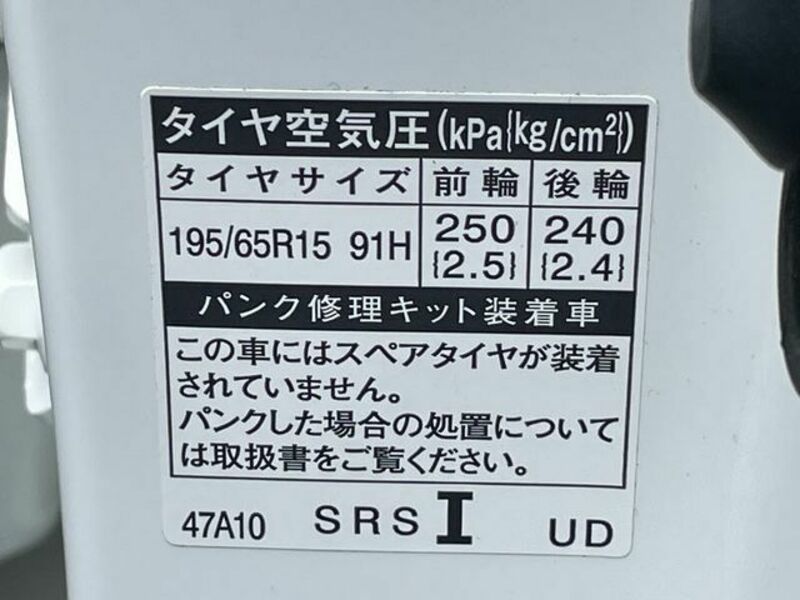 タイヤ空気圧(kPa{kg/cm²})
タイヤサイズ 前輪 後輪
195/65R15 91H 250 240
{2.5} {2.4}
パンク修理キット装着車
この車にはスペアタイヤが装着
されていません。
パンクした場合の処置について
は取扱書をご覧ください。
47A10 SRS I UD